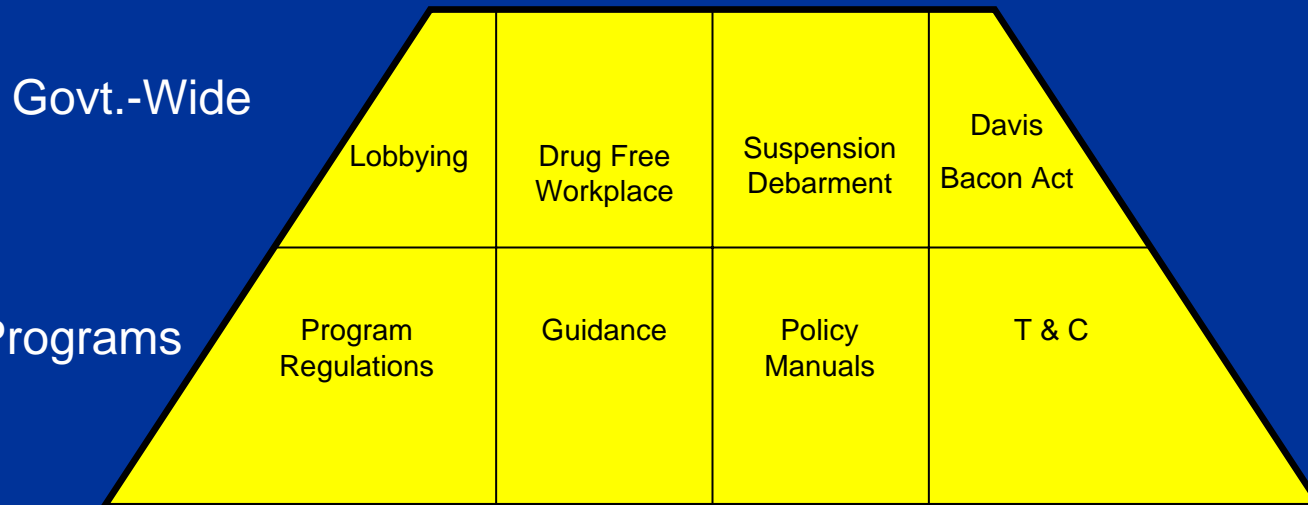 Govt.-Wide
Lobbying
Drug Free
Workplace
Suspension
Debarment
Davis
Bacon Act
Programs
Program
Regulations
Guidance
Policy
Manuals
T & C